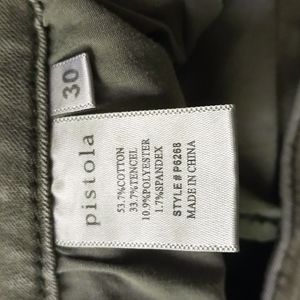 30
pistola
53.7%COTTON
33.7%TENCEL
10.9%POLYESTER
1.7%SPANDEX
STYLE # P6268
MADE IN CHINA